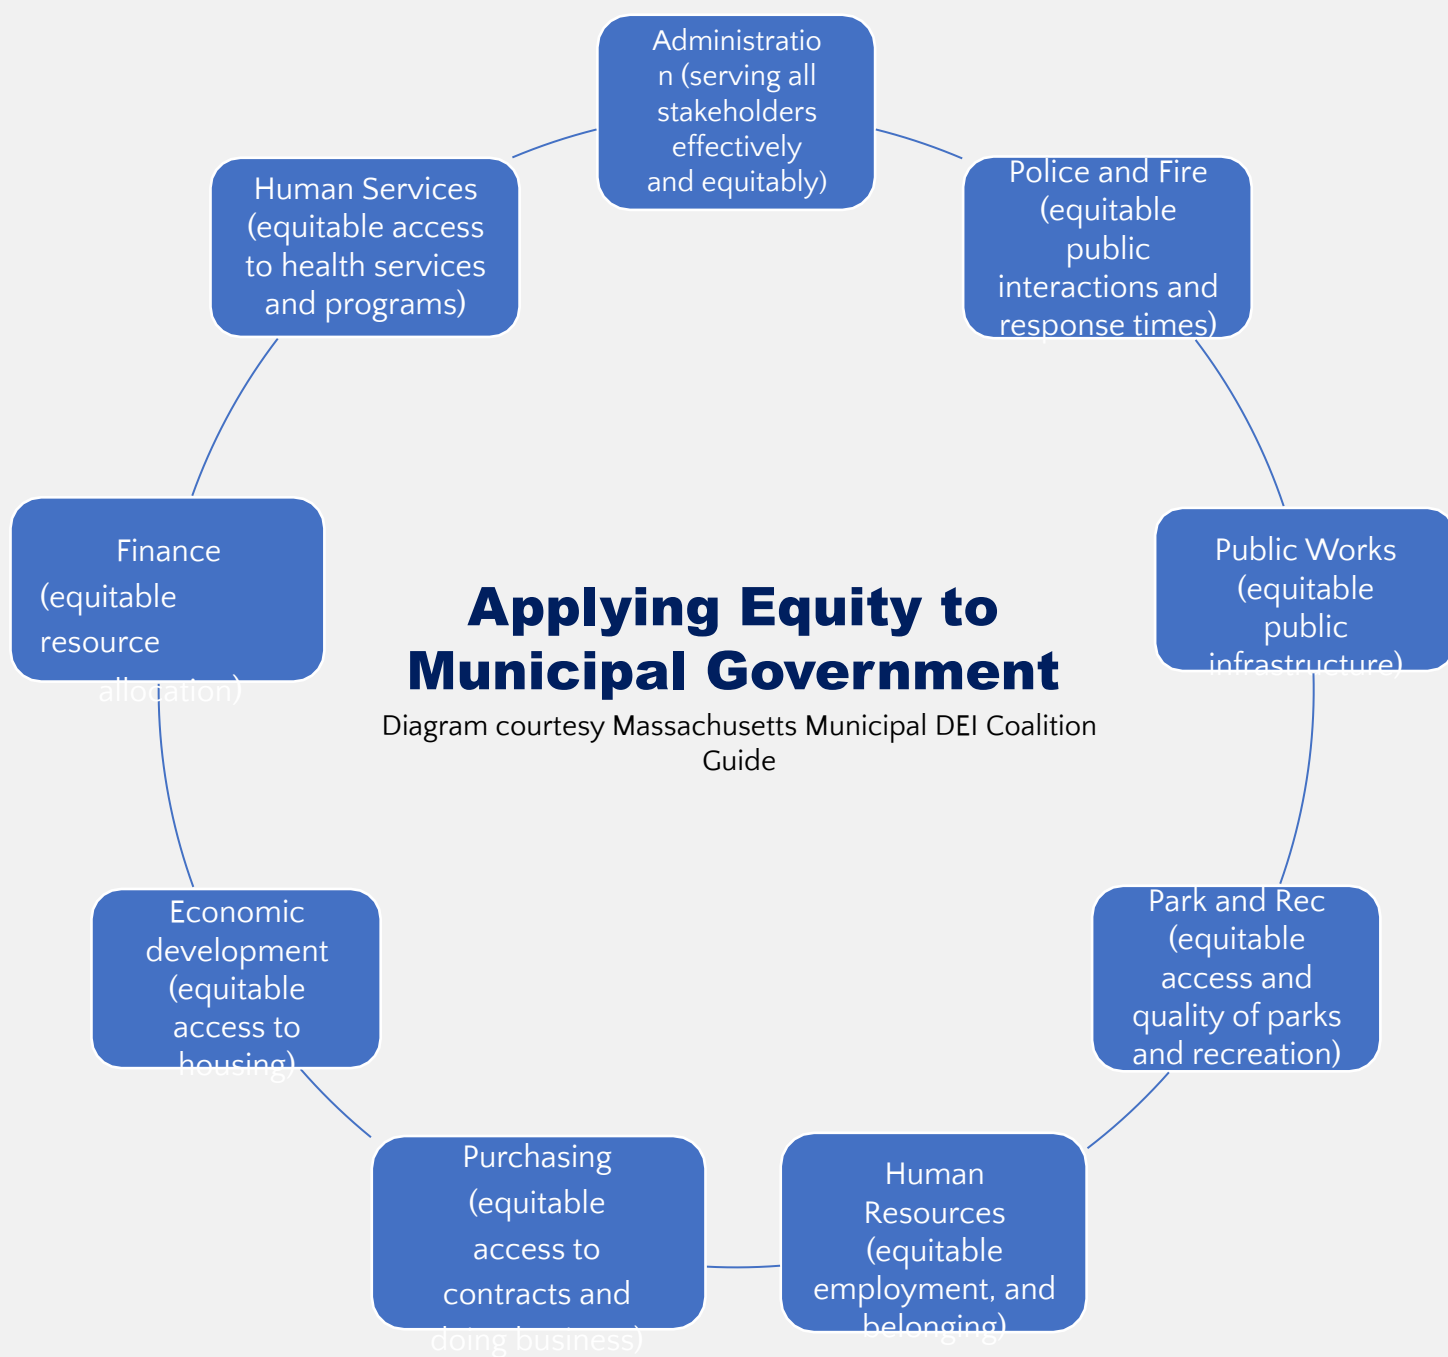 Administratio
n (serving all
stakeholders
effectively
and equitably)
Police and Fire
(equitable
public
interactions and
response times)
Public Works
(equitable
public
infrastructure)
Park and Rec
(equitable
access and
quality of parks
and recreation)
Human
Resources
(equitable
employment, and
belonging)
Purchasing
(equitable
access to
contracts and
doing business)
Economic
development
(equitable
access to
housing)
Finance
(equitable
resource
allocation)
Human Services
(equitable access
to health services
and programs)
Applying Equity to
Municipal Government
Diagram courtesy Massachusetts Municipal DEI Coalition
Guide